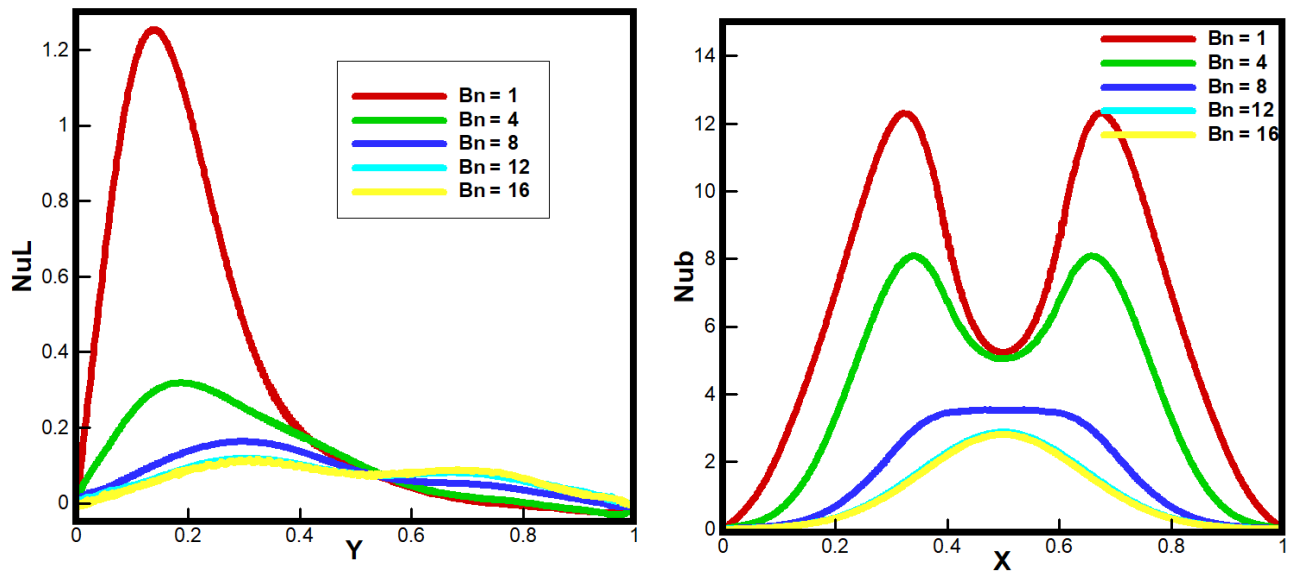 NuL
1.2
1
0.8
0.6
0.4
0.2
0
0
0.2
0.4
0.6
0.8
1
Y
Bn = 1
Bn = 4
Bn = 8
Bn = 12
Bn = 16
Nub
14
12
10
8
6
4
2
0
0
0.2
0.4
0.6
0.8
1
X
Bn = 1
Bn = 4
Bn = 8
Bn =12
Bn = 16